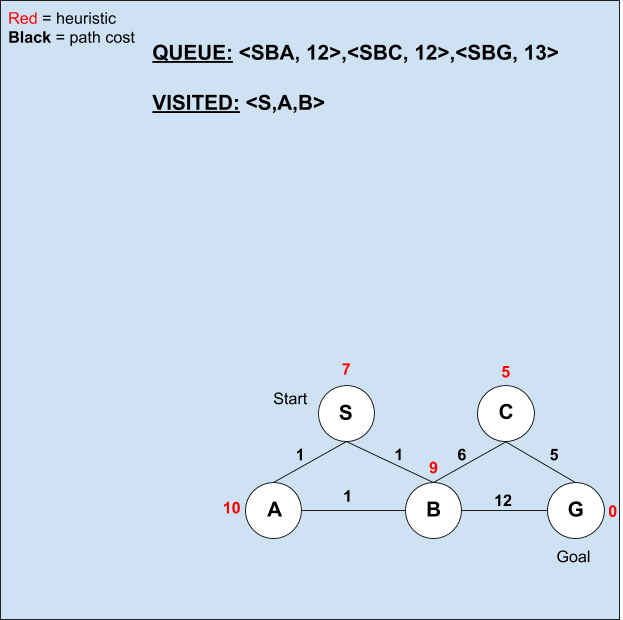 Red = heuristic
Black = path cost
QUEUE: <SBA, 12>,<SBC, 12>,<SBG, 13>
VISITED: <S,A,B>
7
5
Start
S
C
1
1
6
5
9
10
A
1
B
12
G
0
Goal